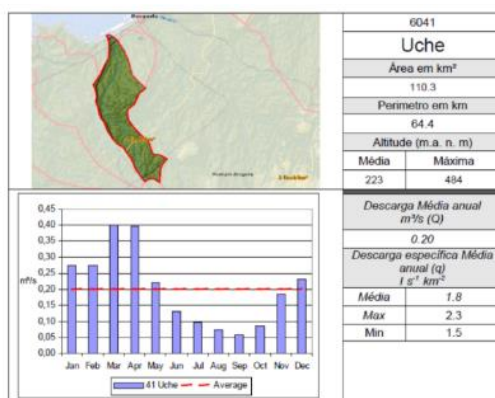 6041
Uche
Área em km²
110.3
Perimetro em km
64.4
Altitude (m.a. n. m)
Média Máxima
223 484
Descarga Média anual
m³/s (Q)
0.20
Descarga específica Média
anual (q)
l s⁻¹ km⁻²
Média 1.8
Max 2.3
Min 1.5
0,45
0,40
0,35
0,30
0,25
m³/s
0,20
0,15
0,10
0,05
0,00
Jan Feb Mar Apr May Jun Jul Aug Sep Oct Nov Dec
41 Uche Average